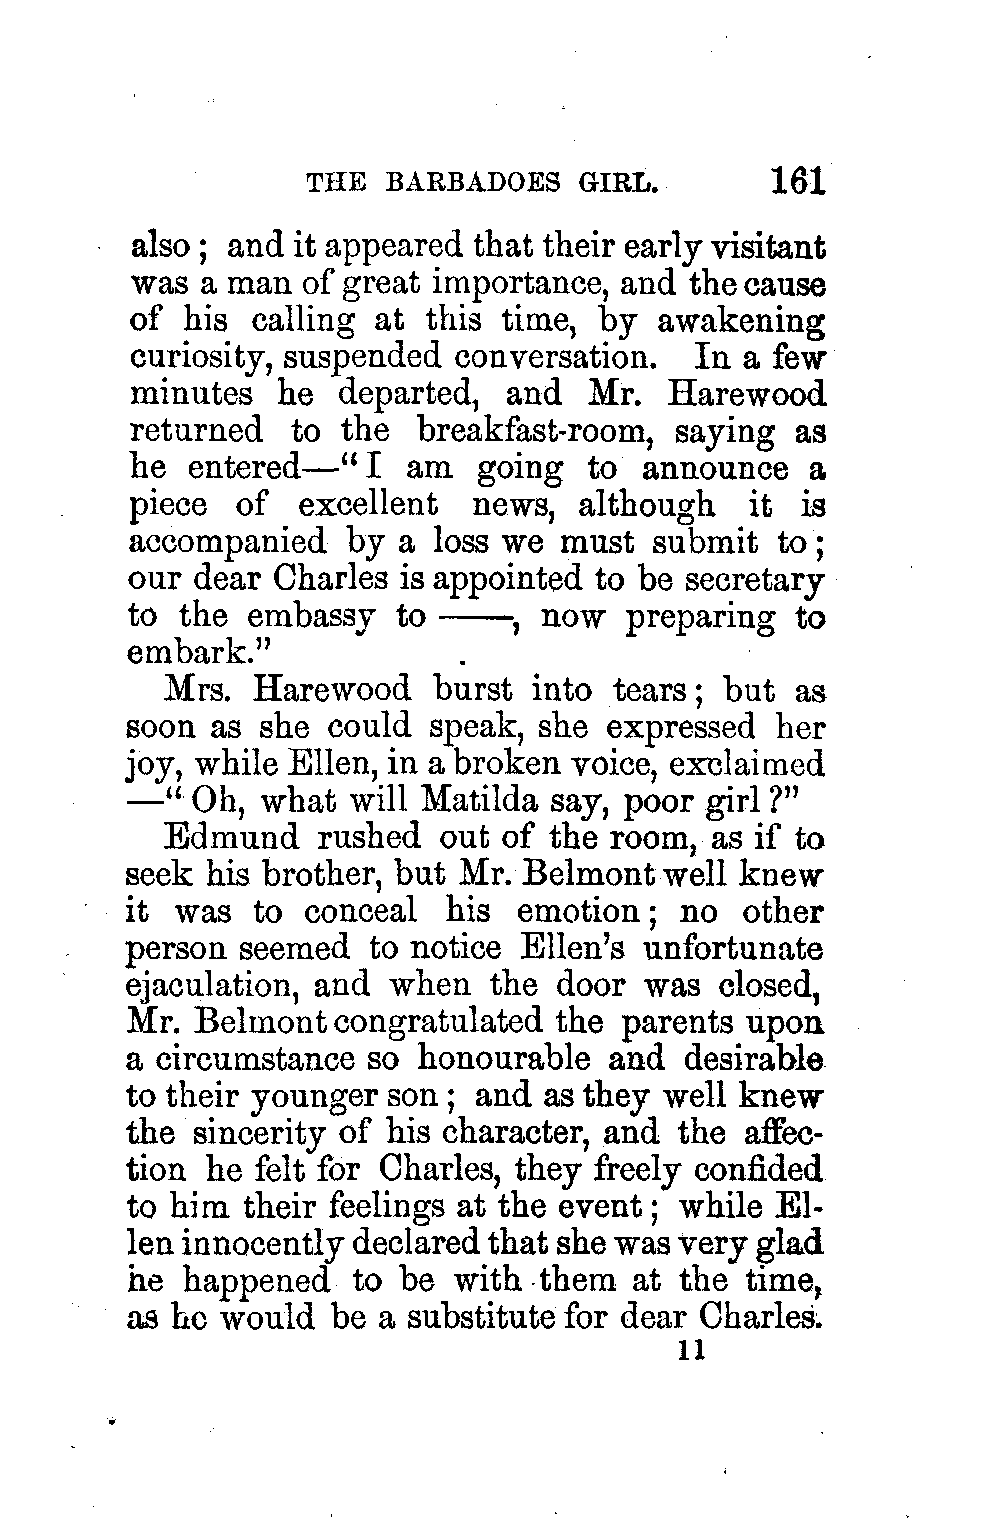 THE BARBADOES GIRL. 161
also; and it appeared that their early visitant
was a man of great importance, and the cause
of his calling at this time, by awakening
curiosity, suspended conversation. In a few
minutes he departed, and Mr. Harewood
returned to the breakfast-room, saying as
he entered—“I am going to announce a
piece of excellent news, although it is
accompanied by a loss we must submit to;
our dear Charles is appointed to be secretary
to the embassy to ——, now preparing to
embark.”
Mrs. Harewood burst into tears; but as
soon as she could speak, she expressed her
joy, while Ellen, in a broken voice, exclaimed
—“Oh, what will Matilda say, poor girl?”
Edmund rushed out of the room, as if to
seek his brother, but Mr. Belmont well knew
it was to conceal his emotion; no other
person seemed to notice Ellen’s unfortunate
ejaculation, and when the door was closed,
Mr. Belmont congratulated the parents upon
a circumstance so honourable and desirable
to their younger son; and as they well knew
the sincerity of his character, and the affec-
tion he felt for Charles, they freely confided
to him their feelings at the event; while El-
len innocently declared that she was very glad
he happened to be with them at the time,
as he would be a substitute for dear Charles.
11